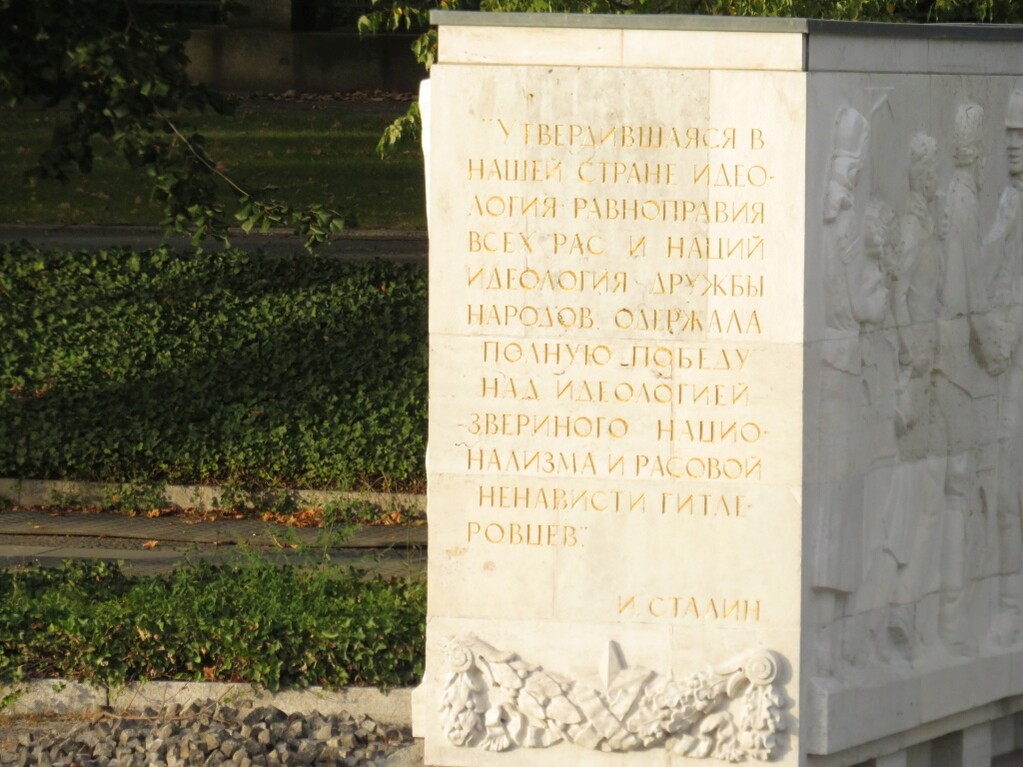 "УТВЕРДИВШАЯСЯ В
НАШЕЙ СТРАНЕ ИДЕО-
ЛОГИЯ РАВНОПРАВИЯ
ВСЕХ РАС И НАЦИЙ
ИДЕОЛОГИЯ ДРУЖБЫ
НАРОДОВ, ОДЕРЖАЛА
ПОЛНУЮ ПОБЕДУ
НАД ИДЕОЛОГИЕЙ
ЗВЕРИНОГО НАЦИО-
НАЛИЗМА И РАСОВОЙ
НЕНАВИСТИ ГИТЛЕ-
РОВЦЕВ."
И СТАЛИН